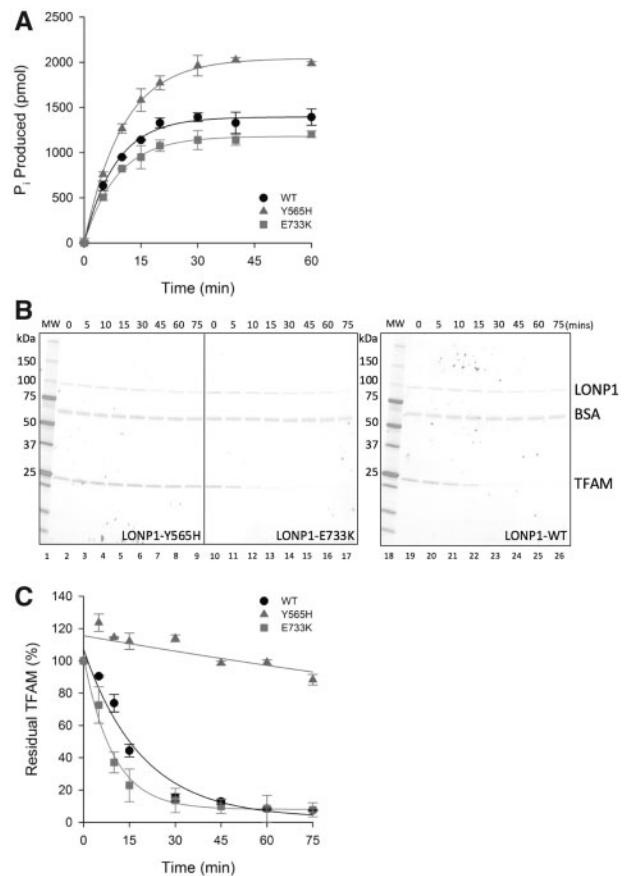 A
2500
2000
1500
1000
500
0
Pi Produced (pmol)
WT
Y565H
E733K
0 15 30 45 60
Time (min)
B
MW 0 5 10 15 30 45 60 75 0 5 10 15 30 45 60 75
kDa
150
100
75
50
37
25
LONP1-Y565H
LONP1-E733K
1 2 3 4 5 6 7 8 9 10 11 12 13 14 15 16 17
MW 0 5 10 15 30 45 60 75 (mins)
kDa
150
100
75
50
37
25
LONP1
BSA
TFAM
LONP1-WT
18 19 20 21 22 23 24 25 26
C
140
120
100
80
60
40
20
0
Residual TFAM (%)
WT
Y565H
E733K
0 15 30 45 60 75
Time (min)